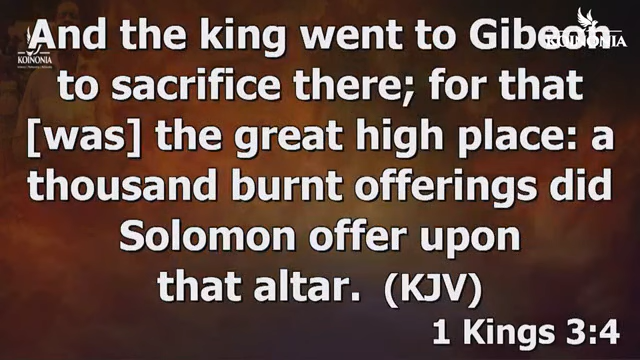 And the king went to Gibeon
KOINONIA
KOINONIA
to sacrifice there; for that
[was] the great high place: a
thousand burnt offerings did
Solomon offer upon
that altar. (KJV)
1 Kings 3:4